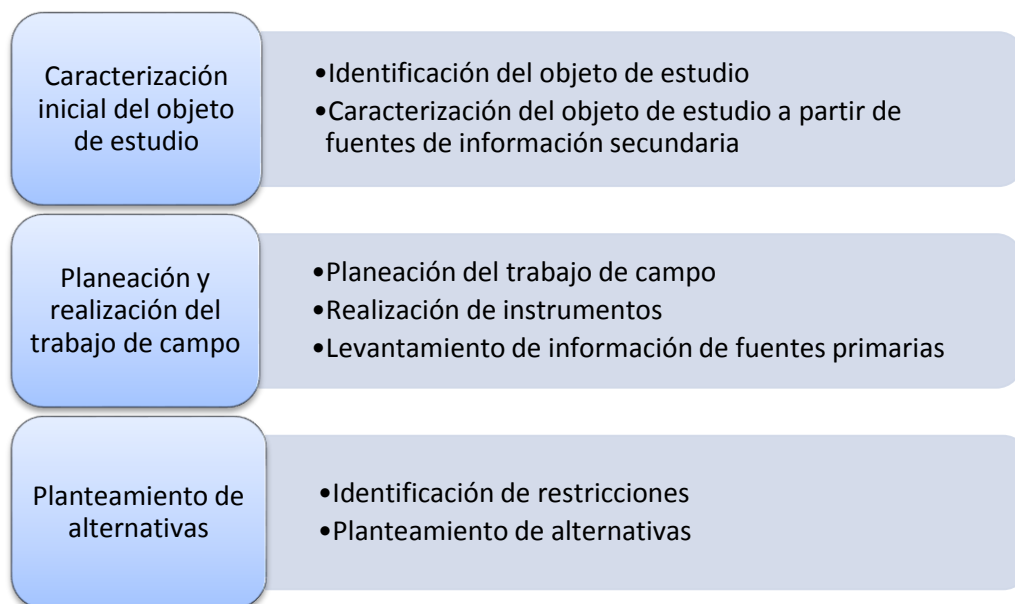 Caracterización
inicial del objeto
de estudio
•Identificación del objeto de estudio
•Caracterización del objeto de estudio a partir de
fuentes de información secundaria
Planeación y
realización del
trabajo de campo
•Planeación del trabajo de campo
•Realización de instrumentos
•Levantamiento de información de fuentes primarias
Planteamiento de
alternativas
•Identificación de restricciones
•Planteamiento de alternativas